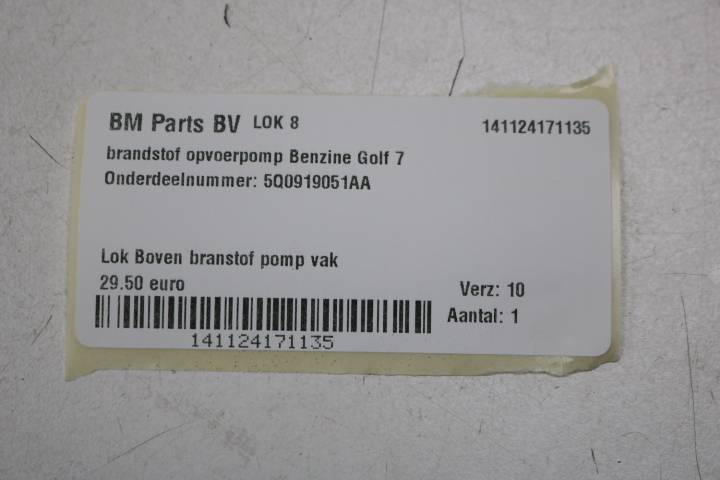 BM Parts BV LOK 8 141124171135
brandstof opvoerpomp Benzine Golf 7
Onderdeelnummer: 5Q0919051AA
Lok Boven branstof pomp vak
29.50 euro Verz: 10
Aantal: 1
141124171135